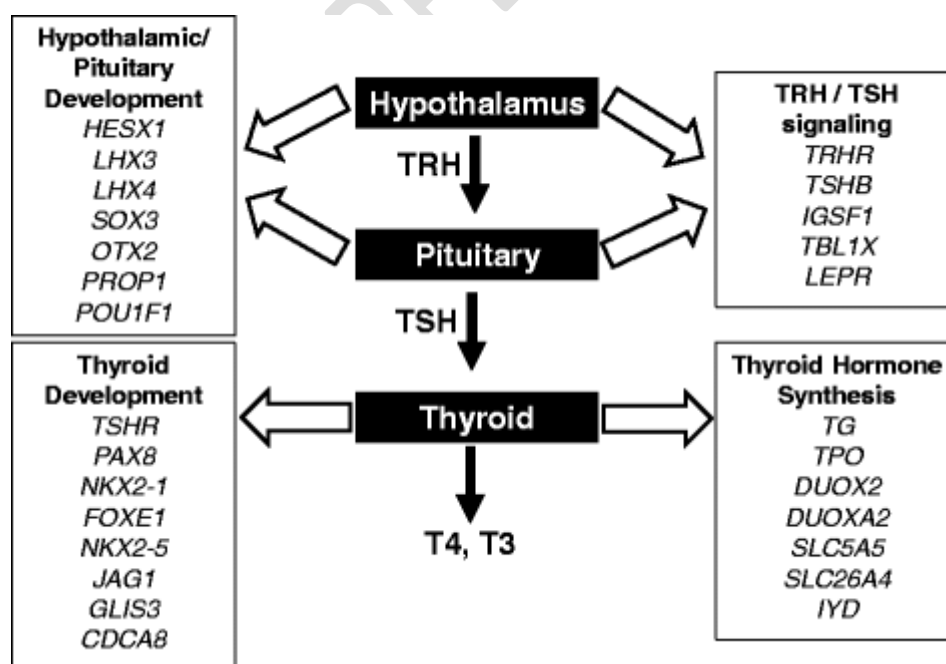 Hypothalamic/
Pituitary
Development
HESX1
LHX3
LHX4
SOX3
OTX2
PROP1
POU1F1
Hypothalamus
TRH
Pituitary
TSH
Thyroid
T4, T3
TRH / TSH
signaling
TRHR
TSHB
IGSF1
TBL1X
LEPR
Thyroid
Development
TSHR
PAX8
NKX2-1
FOXE1
NKX2-5
JAG1
GLIS3
CDCA8
Thyroid Hormone
Synthesis
TG
TPO
DUOX2
DUOXA2
SLC5A5
SLC26A4
IYD